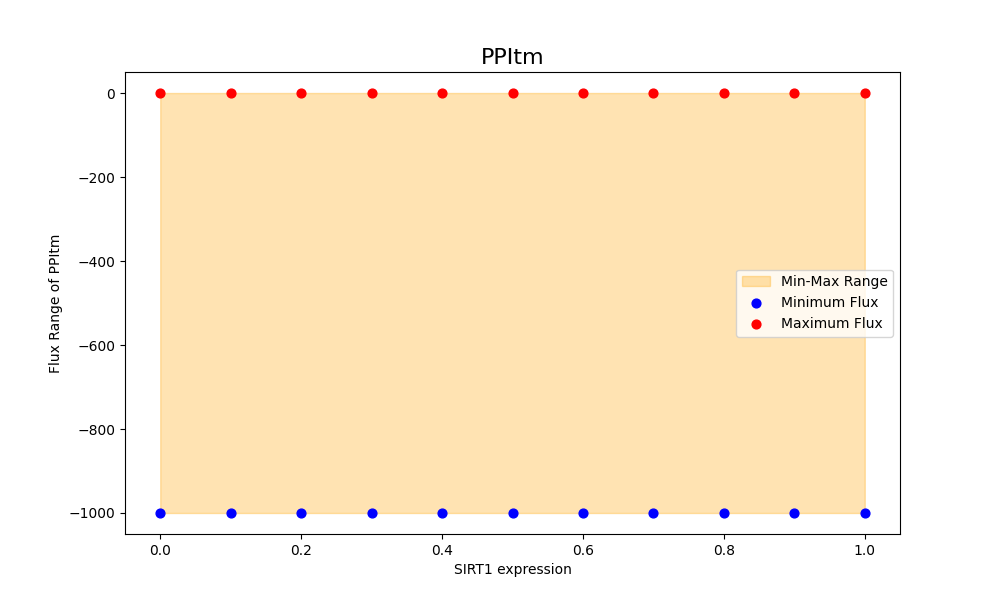 PPItm
Flux Range of PPItm
0
−200
−400
−600
−800
−1000
Min-Max Range
Minimum Flux
Maximum Flux
0.0
0.2
0.4
0.6
0.8
1.0
SIRT1 expression